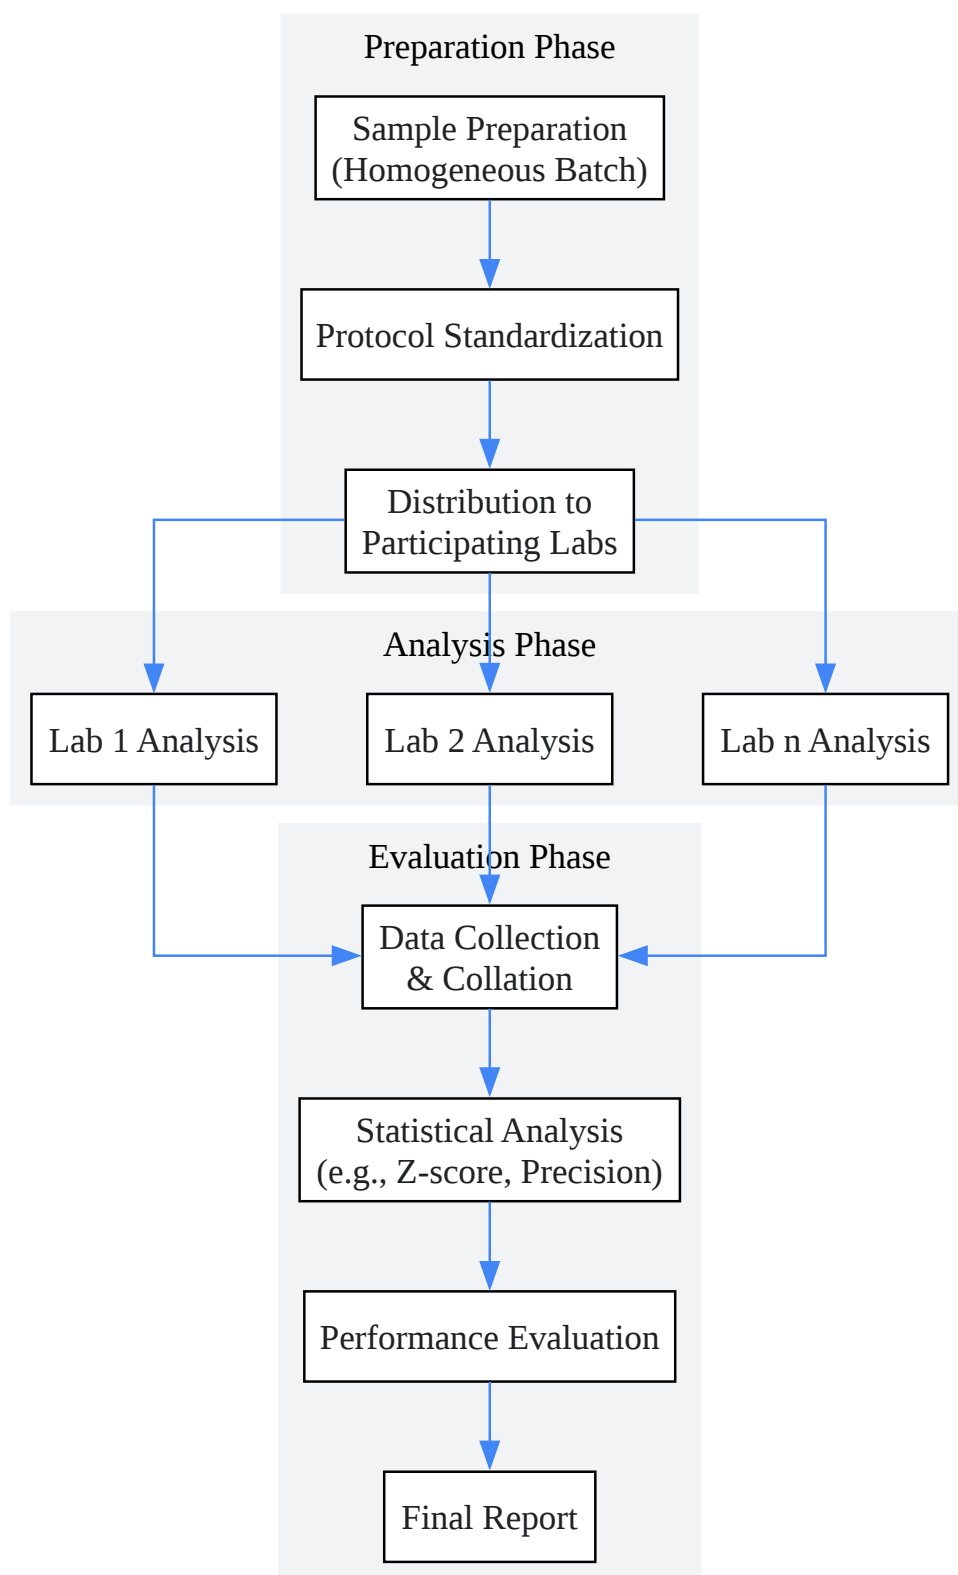 Preparation Phase
Sample Preparation
(Homogeneous Batch)
Protocol Standardization
Distribution to
Participating Labs
Analysis Phase
Lab 1 Analysis
Lab 2 Analysis
Lab n Analysis
Evaluation Phase
Data Collection
& Collation
Statistical Analysis
(e.g., Z-score, Precision)
Performance Evaluation
Final Report